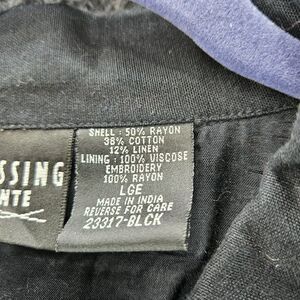 SSING
NTE
SHELL : 50% RAYON
38% COTTON
12% LINEN
LINING : 100% VISCOSE
EMBROIDERY
100% RAYON
LGE
MADE IN INDIA
REVERSE FOR CARE
23317-BLCK